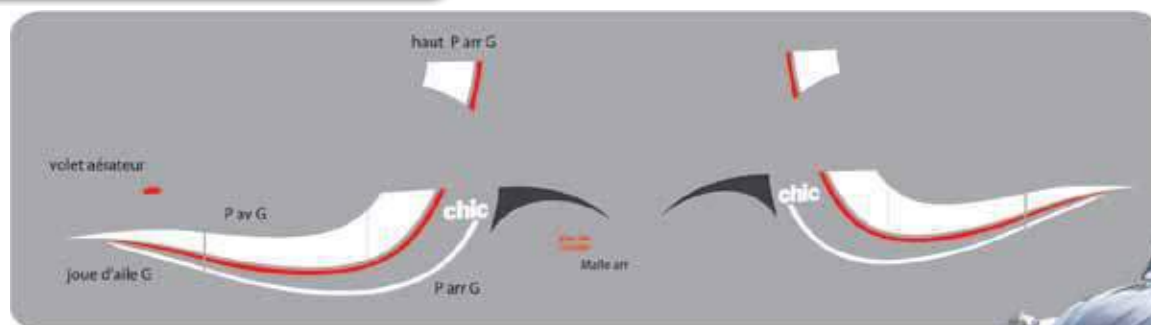 haut P arr G
volet aérateur
P av G
chic
chic
joue d'aile G
P arr G
Malle arr